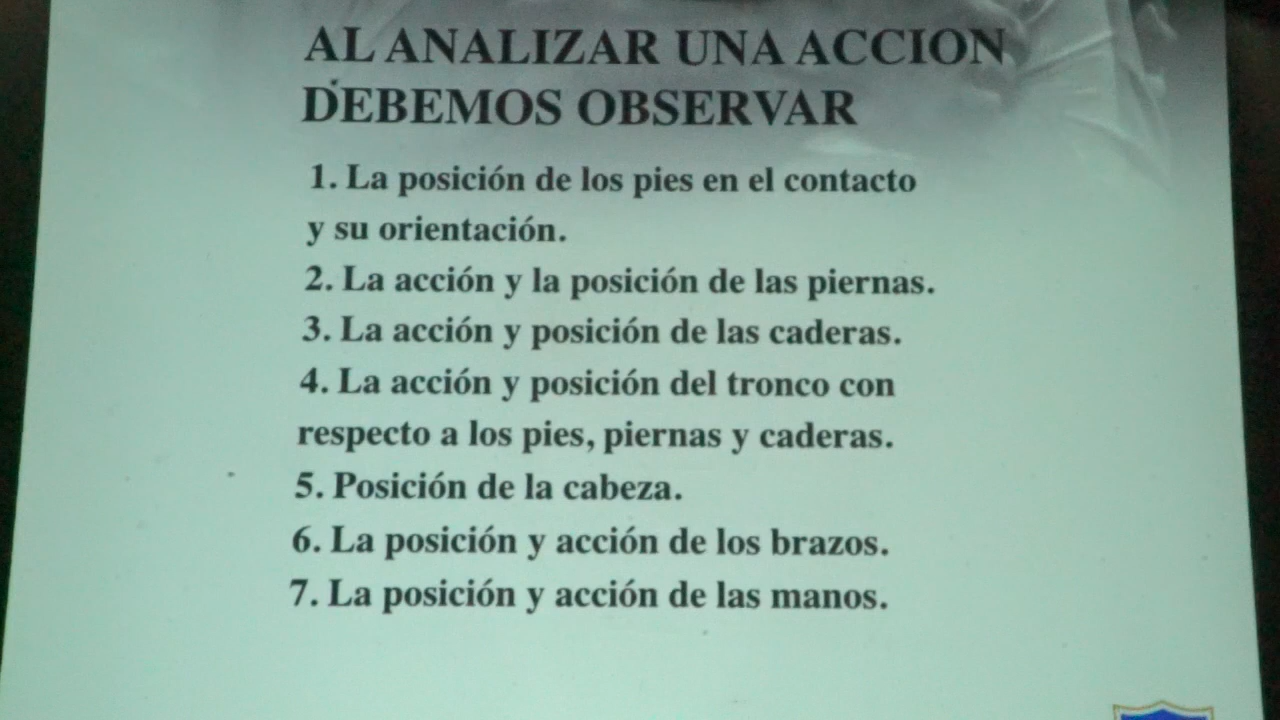 AL ANALIZAR UNA ACCION
DEBEMOS OBSERVAR
1. La posición de los pies en el contacto
y su orientación.
2. La acción y la posición de las piernas.
3. La acción y posición de las caderas.
4. La acción y posición del tronco con
respecto a los pies, piernas y caderas.
5. Posición de la cabeza.
6. La posición y acción de los brazos.
7. La posición y acción de las manos.